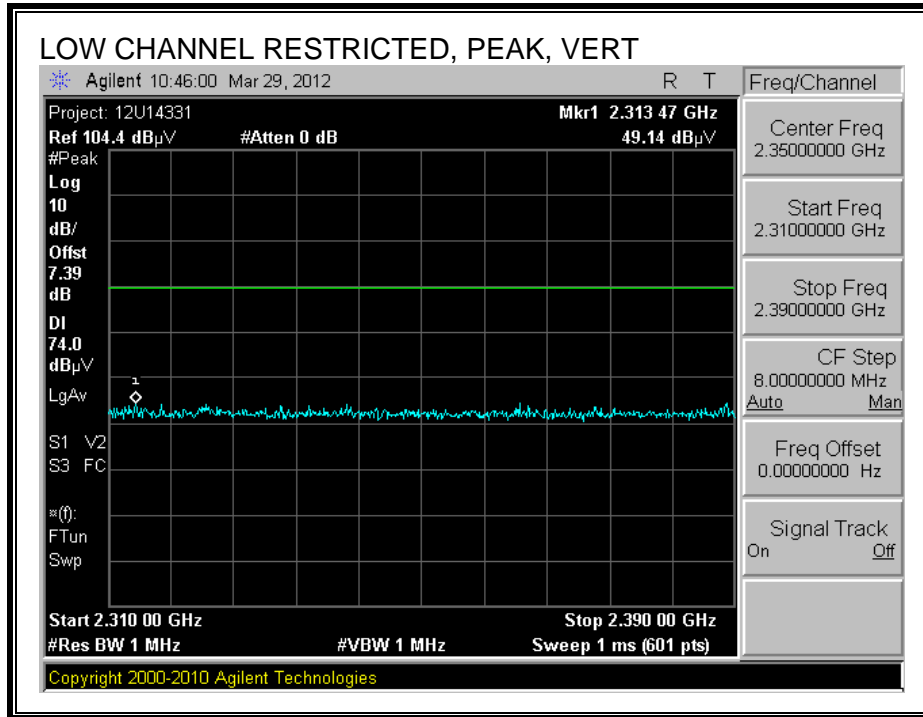 LOW CHANNEL RESTRICTED, PEAK, VERT
Agilent 10:46:00 Mar 29, 2012 R T
Project: 12U14331 Mkr1 2.313 47 GHz
Ref 104.4 dBµV #Atten 0 dB 49.14 dBµV
#Peak
Log
10
dB/
Offst
7.39
dB
DI
74.0
dBµV
LgAv
1
S1 V2
S3 FC
¤(f):
FTun
Swp
Start 2.310 00 GHz Stop 2.390 00 GHz
#Res BW 1 MHz #VBW 1 MHz Sweep 1 ms (601 pts)
Copyright 2000-2010 Agilent Technologies
Freq/Channel
Center Freq
2.35000000 GHz
Start Freq
2.31000000 GHz
Stop Freq
2.39000000 GHz
CF Step
8.00000000 MHz
Auto Man
Freq Offset
0.00000000 Hz
Signal Track
On Off